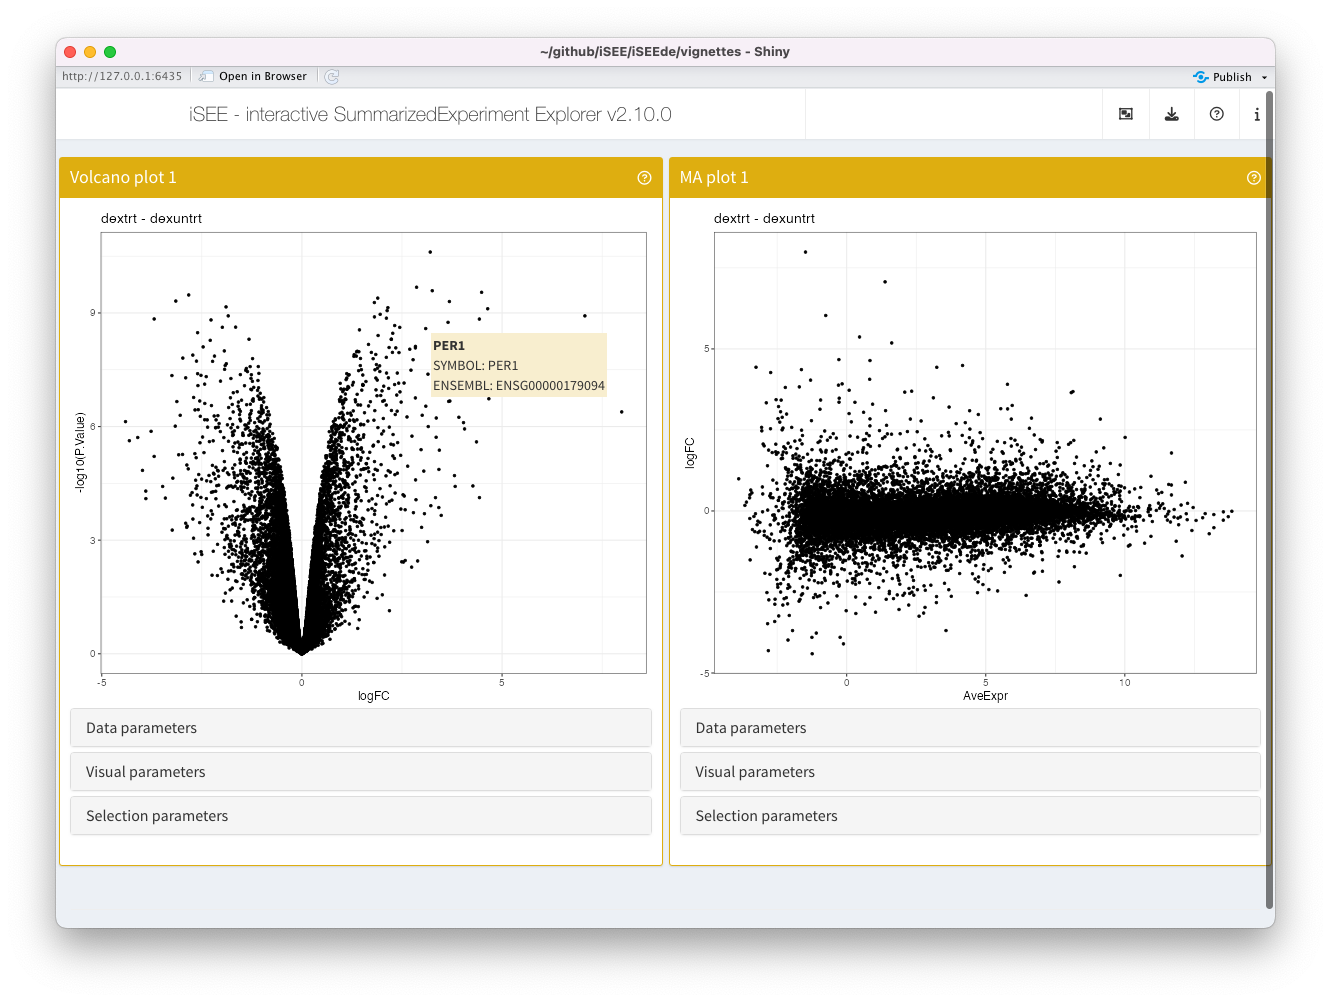 ~/github/iSEE/iSEEde/vignettes - Shiny
http://127.0.0.1:6435
Open in Browser
Publish
iSEE - interactive SummarizedExperiment Explorer v2.10.0
i
Volcano plot 1
dextrt - dexuntrt
-log10(P.Value)
9
6
3
0
-5
0
5
logFC
PER1
SYMBOL: PER1
ENSEMBL: ENSG00000179094
Data parameters
Visual parameters
Selection parameters
MA plot 1
dextrt - dexuntrt
logFC
5
0
-5
0
5
10
AveExpr
Data parameters
Visual parameters
Selection parameters